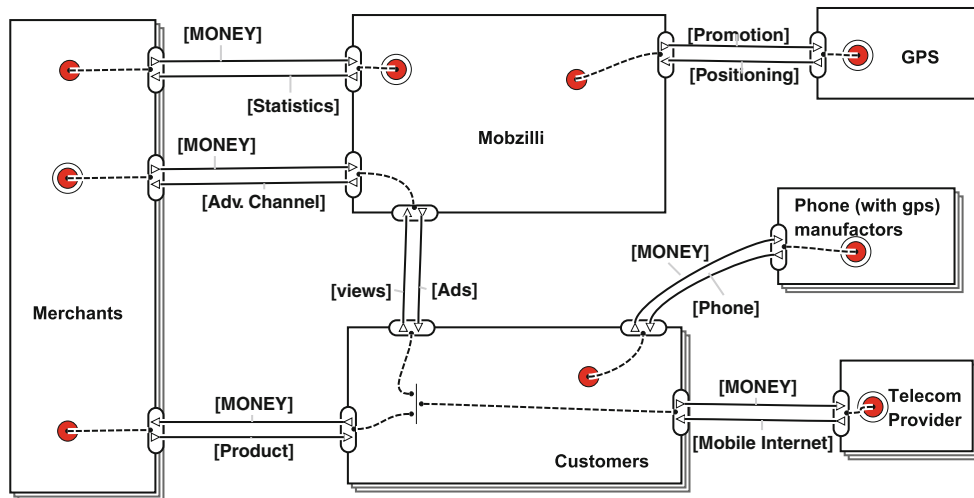 [MONEY]
[Statistics]
[Promotion]
[Positioning]
GPS
Mobzilli
[MONEY]
[Adv. Channel]
Phone (with gps)
manufactors
[MONEY]
[Phone]
[views]
[Ads]
Merchants
[MONEY]
[Product]
Customers
[MONEY]
[Mobile Internet]
Telecom
Provider